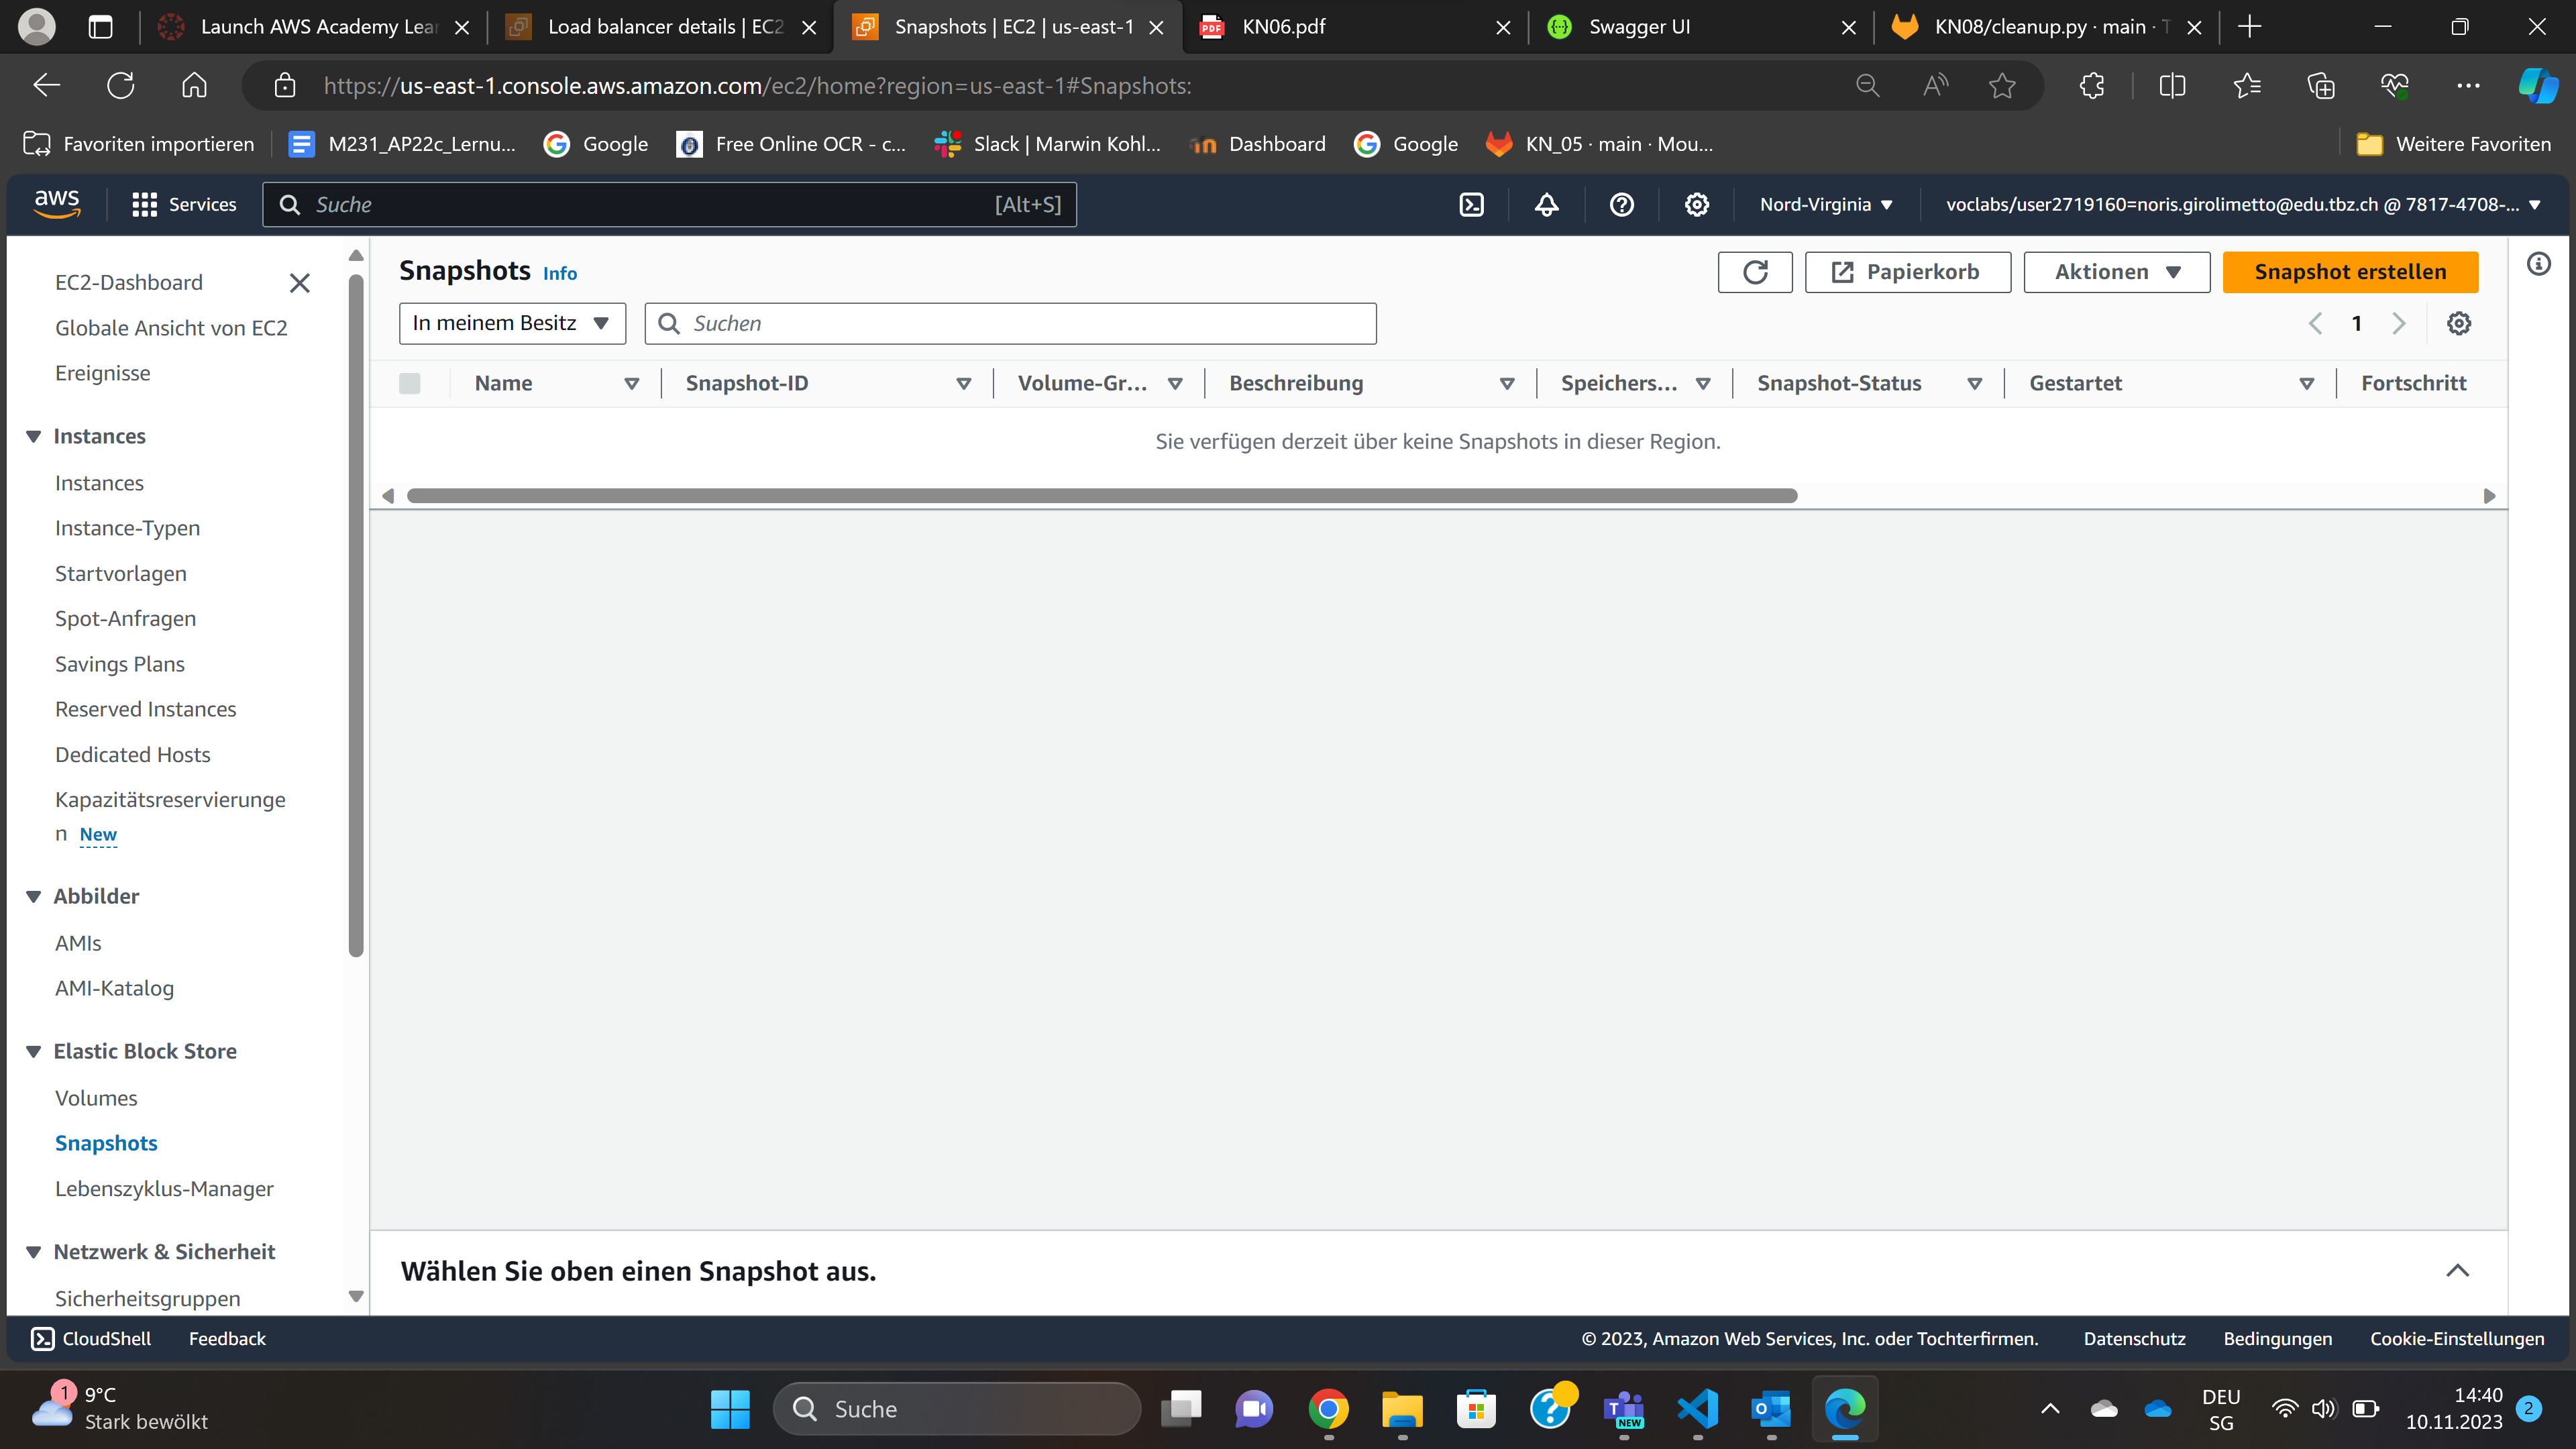 Launch AWS Academy Lear
Load balancer details | EC2
Snapshots | EC2 | us-east-1
KN06.pdf
Swagger UI
KN08/cleanup.py · main · T
https://us-east-1.console.aws.amazon.com/ec2/home?region=us-east-1#Snapshots:
Favoriten importieren
M231_AP22c_Lernu...
Google
Free Online OCR - c...
Slack | Marwin Kohl...
Dashboard
Google
KN_05 · main · Mou...
Weitere Favoriten
aws
Services
Suche
[Alt+S]
Nord-Virginia
voclabs/user2719160=noris.girolimetto@edu.tbz.ch @ 7817-4708-...
EC2-Dashboard
Globale Ansicht von EC2
Ereignisse
Instances
Instances
Instance-Typen
Startvorlagen
Spot-Anfragen
Savings Plans
Reserved Instances
Dedicated Hosts
Kapazitätsreservierunge
n New
Abbilder
AMIs
AMI-Katalog
Elastic Block Store
Volumes
Snapshots
Lebenszyklus-Manager
Netzwerk & Sicherheit
Sicherheitsgruppen
Snapshots Info
Papierkorb
Aktionen
Snapshot erstellen
In meinem Besitz
Suchen
1
Name
Snapshot-ID
Volume-Gr...
Beschreibung
Speichers...
Snapshot-Status
Gestartet
Fortschritt
Sie verfügen derzeit über keine Snapshots in dieser Region.
Wählen Sie oben einen Snapshot aus.
CloudShell
Feedback
© 2023, Amazon Web Services, Inc. oder Tochterfirmen.
Datenschutz
Bedingungen
Cookie-Einstellungen
1
9°C
Stark bewölkt
Suche
NEW
DEU
SG
14:40
10.11.2023
2